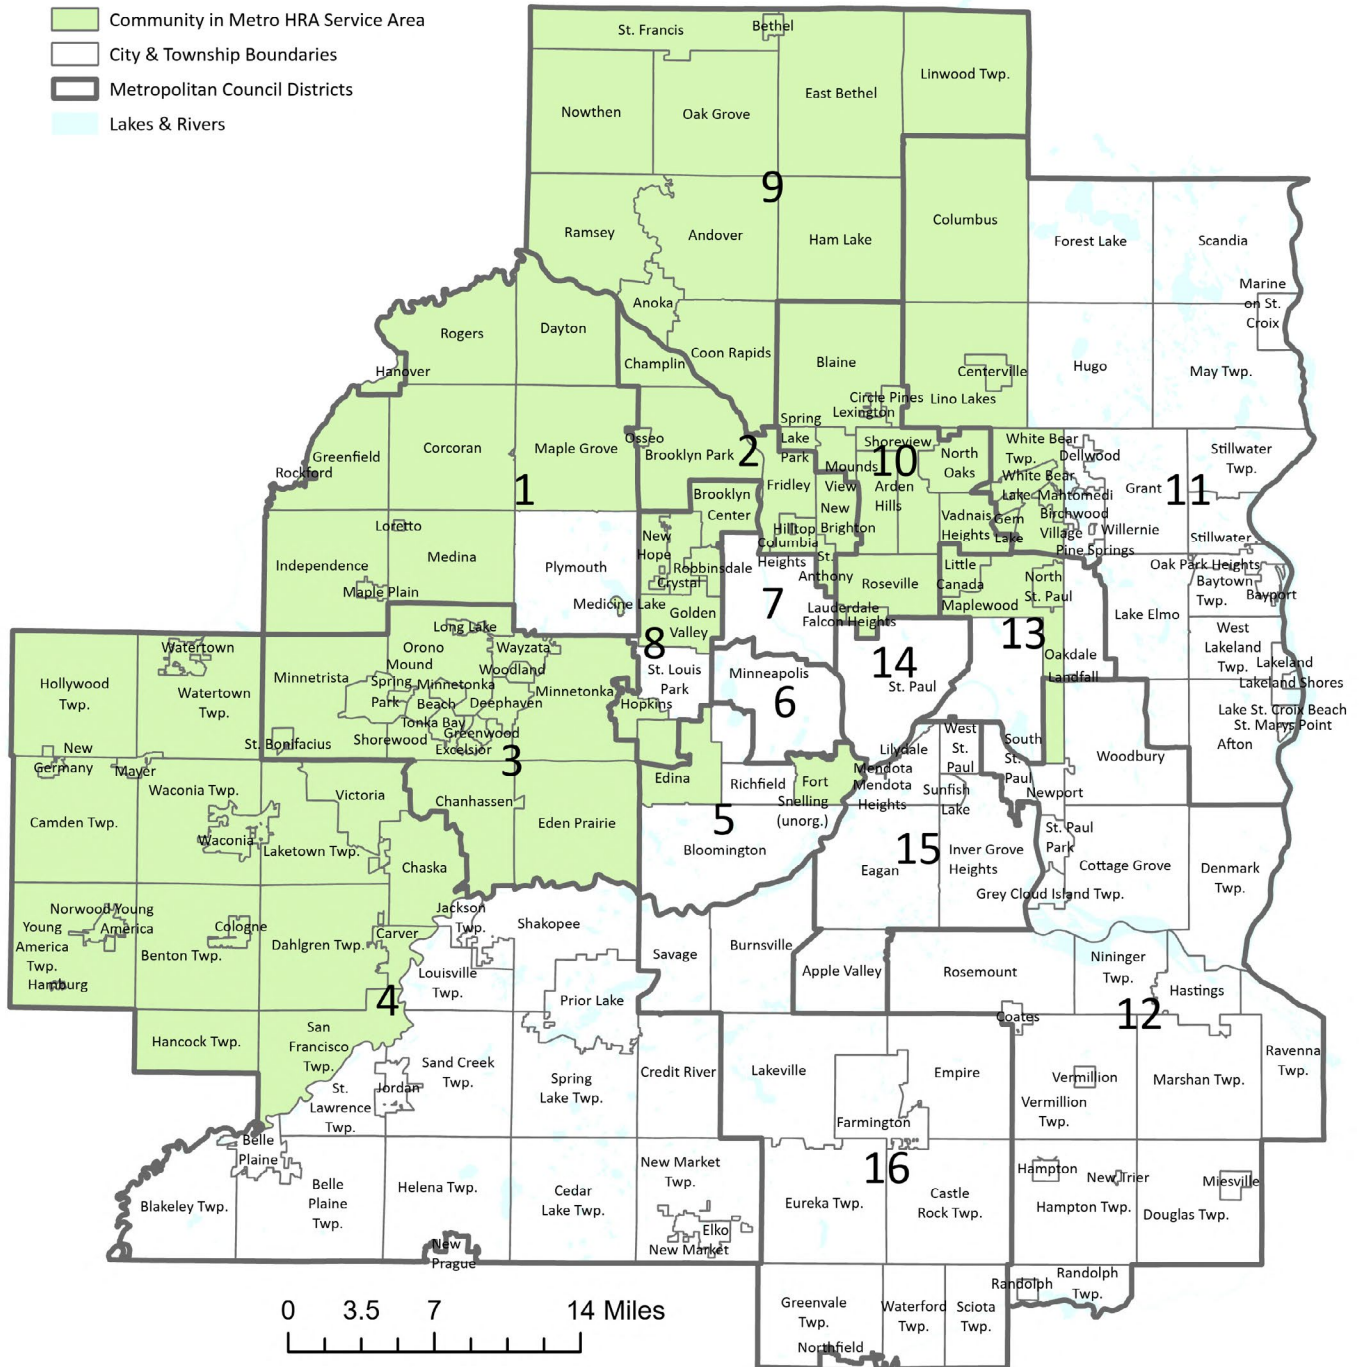 Community in Metro HRA Service Area
City & Township Boundaries
Metropolitan Council Districts
Lakes & Rivers
St. Francis
Bethel
Linwood Twp.
Nowthen
Oak Grove
East Bethel
9
Ramsey
Andover
Ham Lake
Columbus
Forest Lake
Scandia
Marine
on St.
Croix
Anoka
Rogers
Dayton
Champlin
Coon Rapids
Blaine
Centerville
Hugo
May Twp.
Hanover
Circle Pines
Lexington
Lino Lakes
Spring
Lake
Park
Osseo
Brooklyn Park
2
Corcoran
Maple Grove
Greenfield
Rockford
1
Shoreview
10
North
Oaks
White Bear
Twp.
Dellwood
Stillwater
Twp.
Mounds
View
Arden
Hills
White Bear
Lake
Mahtomedi
Grant
11
Fridley
Brooklyn
Center
New
Brighton
Vadnais
Heights
Gem
Lake
Birchwood
Village
Willernie
Pine Springs
Stillwater
Loretto
Medina
Independence
Maple Plain
Plymouth
Medicine Lake
New
Hope
Robbinsdale
Crystal
Golden
Valley
Hilltop
Columbia
Heights
St.
Anthony
Roseville
Little
Canada
North
St. Paul
Maplewood
Oak Park Heights
Baytown
Twp.
Bayport
Lake Elmo
Lauderdale
Falcon Heights
7
8
13
14
St. Paul
Oakdale
Landfall
West
Lakeland
Twp.
Lakeland
Lakeland Shores
Lake St. Croix Beach
St. Marys Point
Afton
Long Lake
Orono
Wayzata
Woodland
Mound
Spring
Park
Minnetonka
Beach
Deephaven
Minnetonka
Tonka Bay
Greenwood
Excelsior
Shorewood
Minnetrista
St. Bonifacius
3
Hopkins
St. Louis
Park
Minneapolis
6
Watertown
Watertown
Twp.
Hollywood
Twp.
New
Germany
Mayer
Waconia Twp.
Victoria
Camden Twp.
Waconia
Laketown Twp.
Chanhassen
Eden Prairie
Chaska
Edina
Richfield
Fort
Snelling
(unorg.)
5
Bloomington
Lilydale
Mendota
Mendota
Heights
West
St.
Paul
South
St.
Paul
Sunfish
Lake
Newport
Woodbury
St. Paul
Park
15
Eagan
Inver Grove
Heights
Cottage Grove
Grey Cloud Island Twp.
Denmark
Twp.
Norwood Young
America
Young
America
Twp.
Hamburg
Cologne
Benton Twp.
Dahlgren Twp.
Carver
4
Jackson
Twp.
Louisville
Twp.
Shakopee
Prior Lake
Savage
Burnsville
Apple Valley
Rosemount
Nininger
Twp.
Hastings
Coates
12
Ravenna
Twp.
Hancock Twp.
San
Francisco
Twp.
St.
Lawrence
Twp.
Jordan
Sand Creek
Twp.
Spring
Lake Twp.
Credit River
Lakeville
Empire
Farmington
Vermillion
Vermillion
Twp.
Marshan Twp.
Belle
Plaine
Blakeley Twp.
Belle
Plaine
Twp.
Helena Twp.
Cedar
Lake Twp.
New Market
Twp.
Elko
New Market
New
Prague
16
Eureka Twp.
Castle
Rock Twp.
Hampton
New Trier
Hampton Twp.
Miesville
Douglas Twp.
Randolph
Randolph
Twp.
Greenvale
Twp.
Waterford
Twp.
Sciota
Twp.
Northfield
0 3.5 7 14 Miles